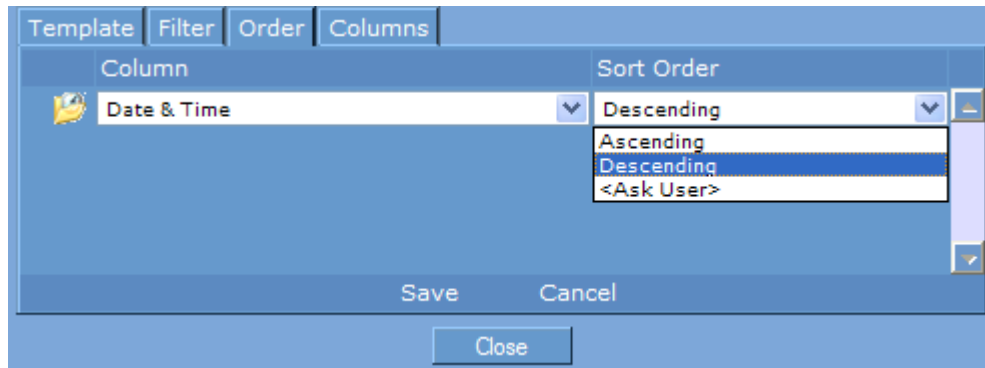 Template Filter Order Columns
Column Sort Order
Date & Time Descending
Ascending
Descending
<Ask User>
Save Cancel
Close